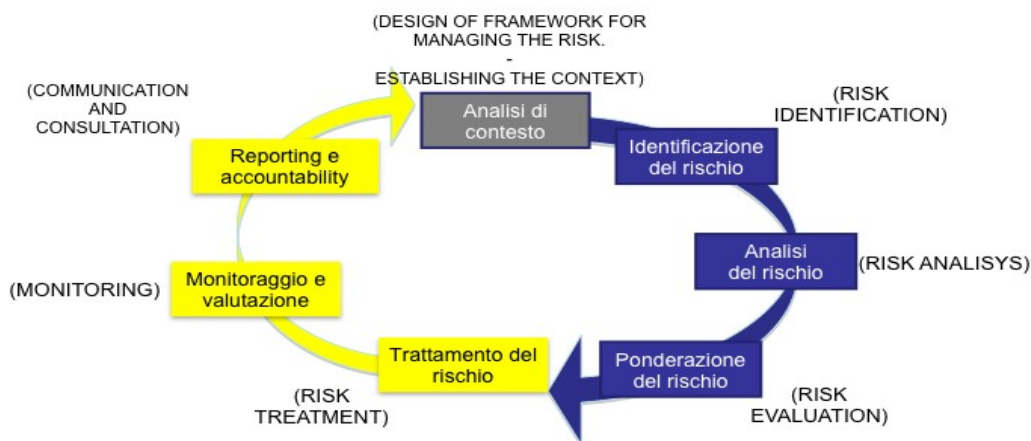 (DESIGN OF FRAMEWORK FOR
MANAGING THE RISK.
-
ESTABLISHING THE CONTEXT)
Analisi di
contesto
(RISK
IDENTIFICATION)
Identificazione
del rischio
Analisi
del rischio
(RISK ANALISYS)
Ponderazione
del rischio
(RISK
EVALUATION)
Trattamento del
rischio
(RISK
TREATMENT)
Monitoraggio e
valutazione
(MONITORING)
Reporting e
accountability
(COMMUNICATION
AND
CONSULTATION)